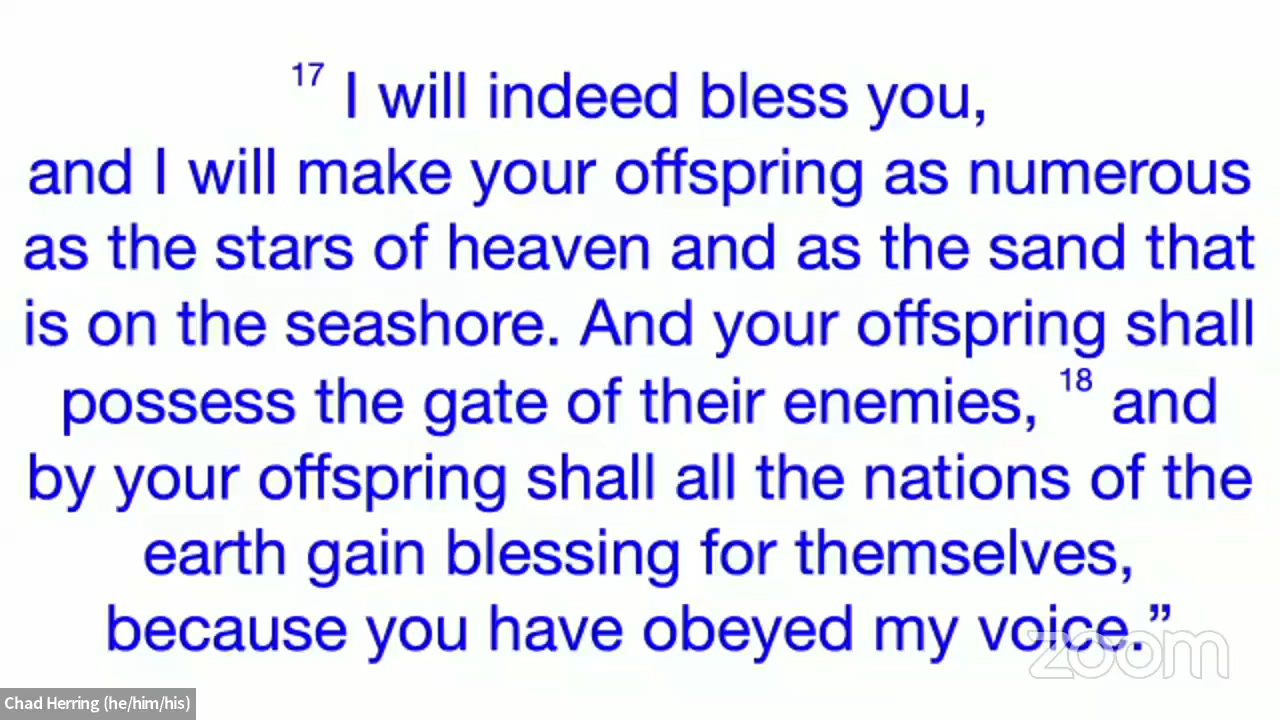 17 I will indeed bless you,
and I will make your offspring as numerous
as the stars of heaven and as the sand that
is on the seashore. And your offspring shall
possess the gate of their enemies, 18 and
by your offspring shall all the nations of the
earth gain blessing for themselves,
because you have obeyed my voice.”
zoom
Chad Herring (he/him/his)